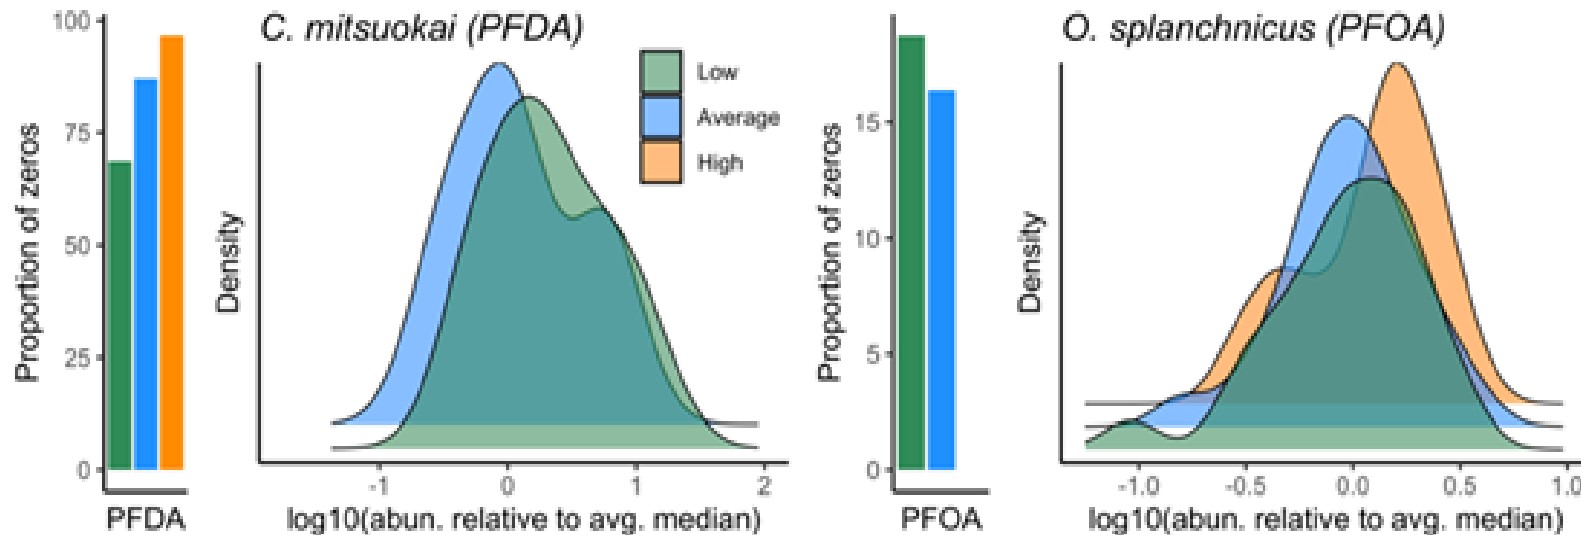 C. mitsuokai (PFDA)
Proportion of zeros
100
75
50
25
0
PFDA
Density
Low
Average
High
-1
0
1
2
log10(abun. relative to avg. median)
O. splanchnicus (PFOA)
Proportion of zeros
15
10
5
0
PFOA
Density
-1.0
-0.5
0.0
0.5
1.0
log10(abun. relative to avg. median)